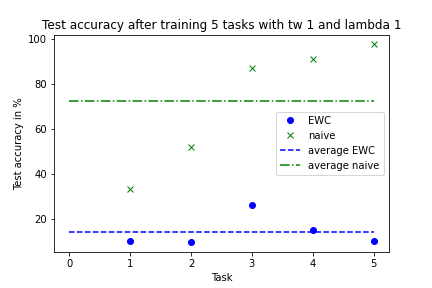 Test accuracy after training 5 tasks with tw 1 and lambda 1
100
80
60
40
20
Test accuracy in %
EWC
naive
average EWC
average naive
0 1 2 3 4 5
Task